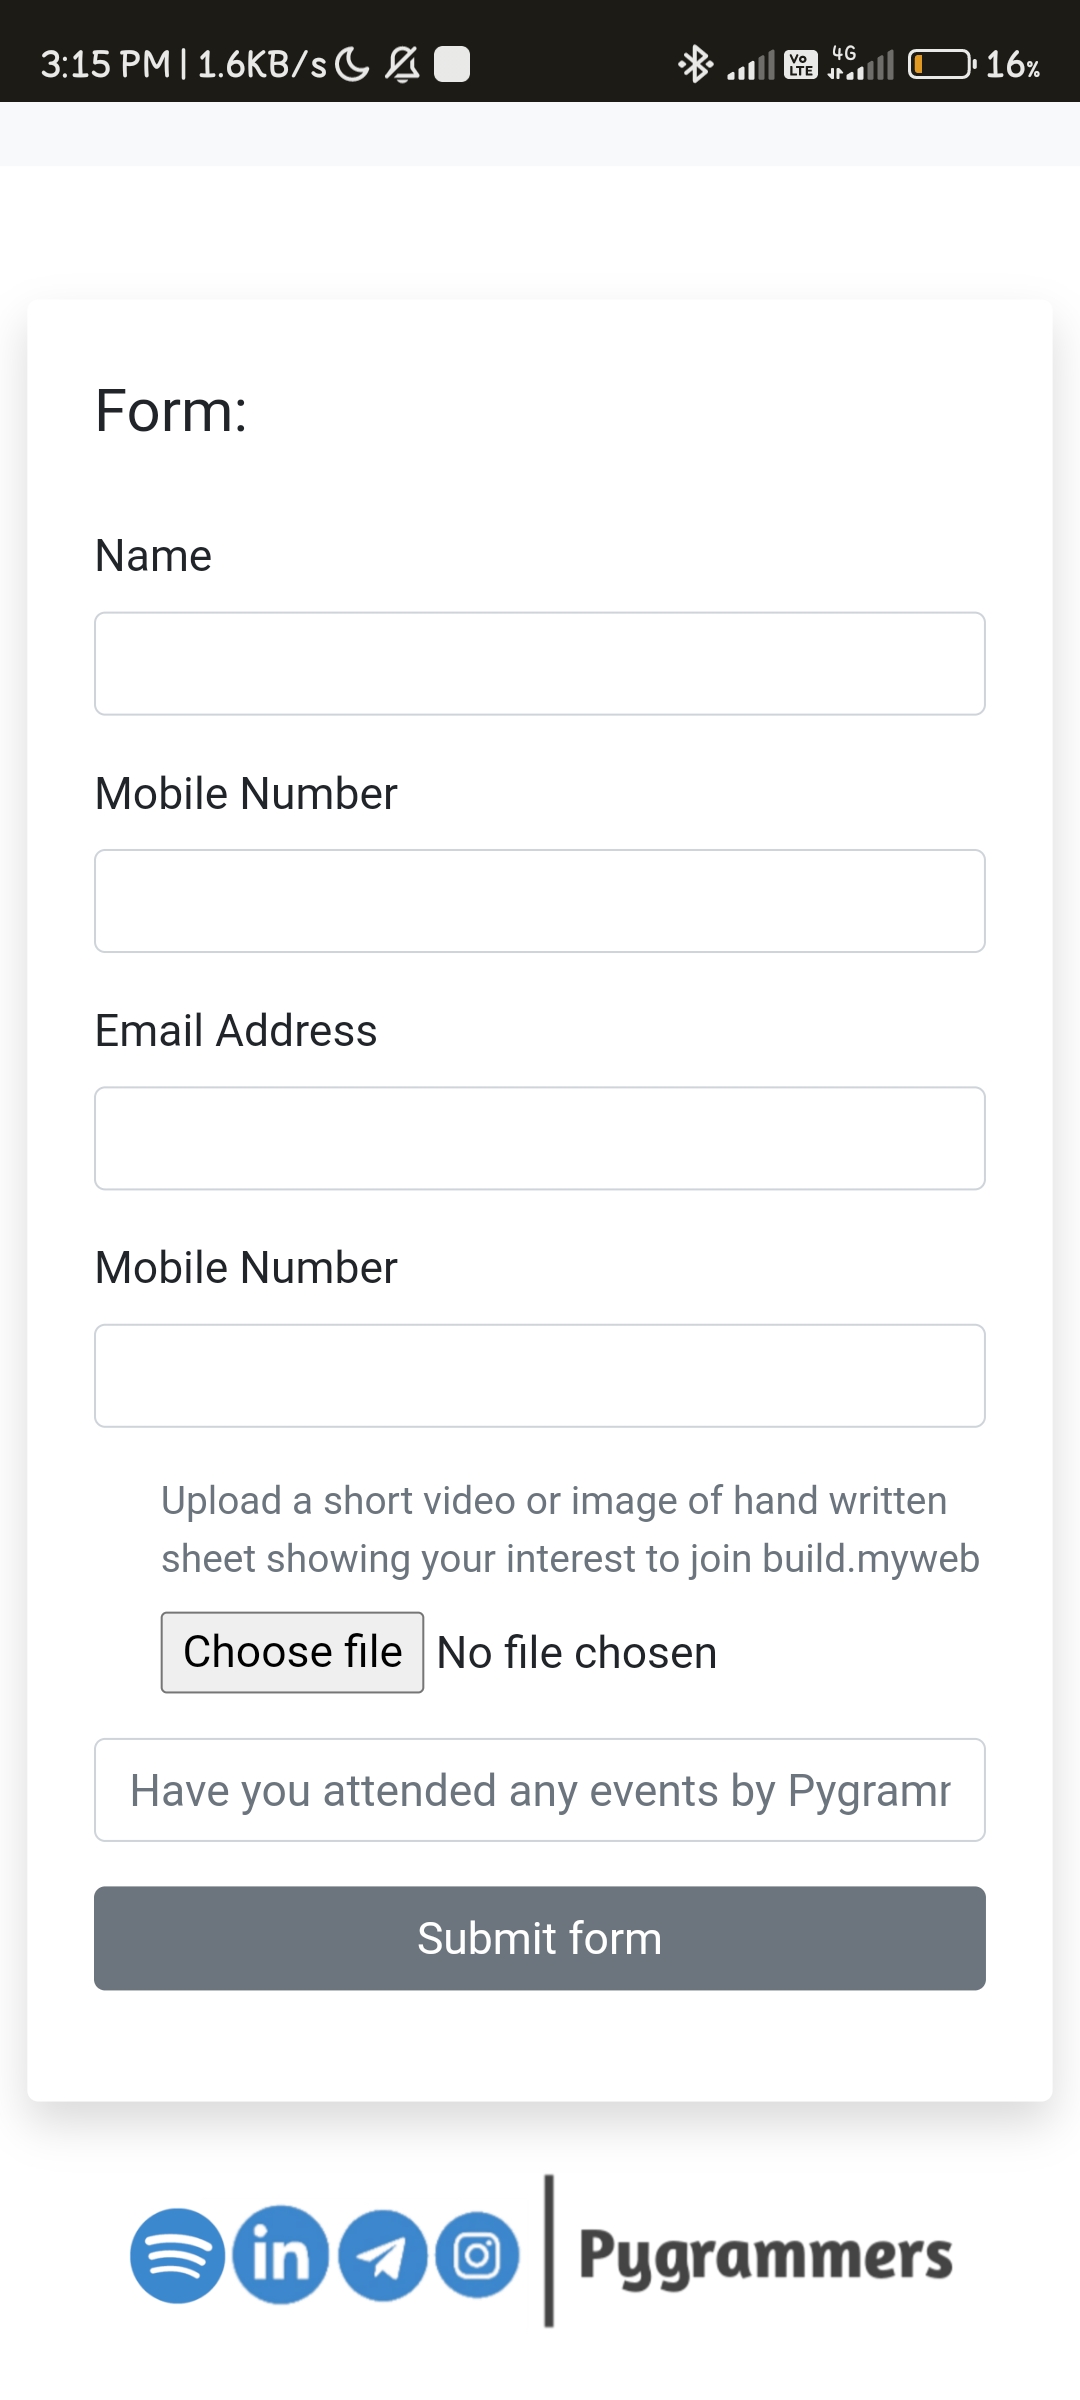 3:15 PM | 1.6KB/s Vo LTE 4G 16%
Form:
Name
Mobile Number
Email Address
Mobile Number
Upload a short video or image of hand written
sheet showing your interest to join build.myweb
Choose file No file chosen
Have you attended any events by Pygramr
Submit form
in Pygrammers